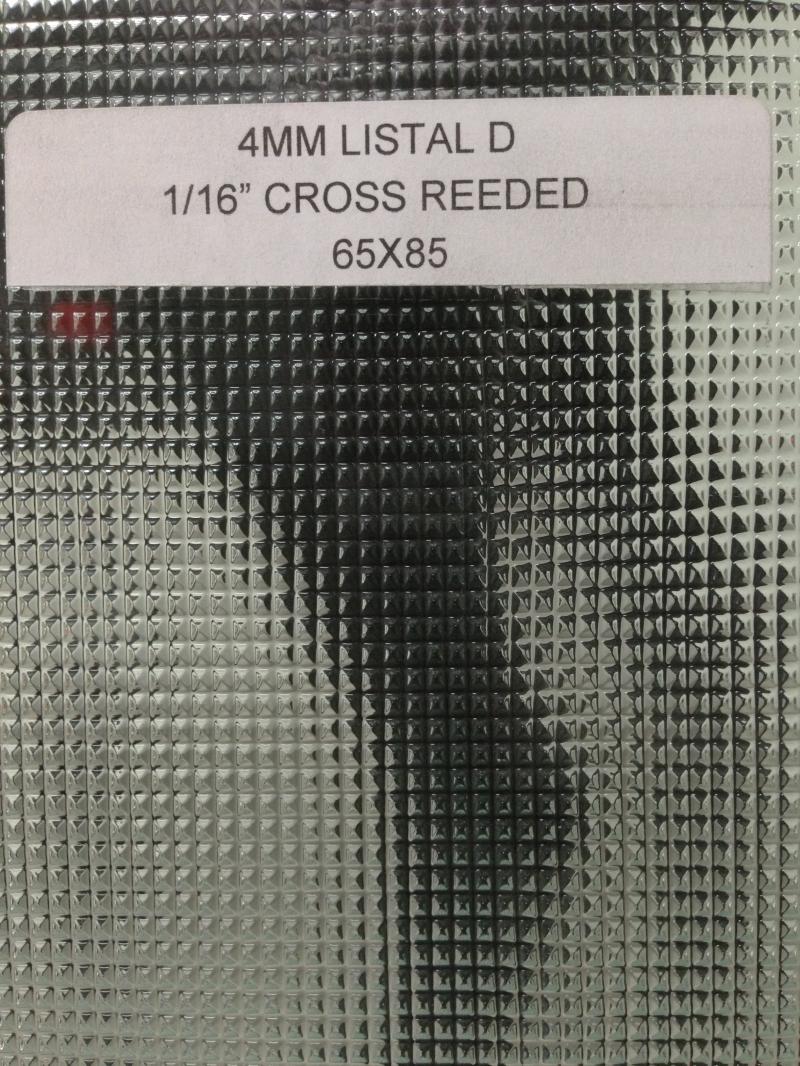 4MM LISTAL D
1/16” CROSS REEDED
65X85